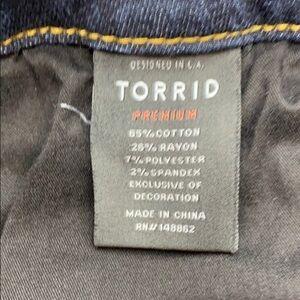 DESIGNED IN L.A.
TORRID
PREMIUM
65% COTTON
26% RAYON
7% POLYESTER
2% SPANDEX
EXCLUSIVE OF
DECORATION
MADE IN CHINA
RN# 148862